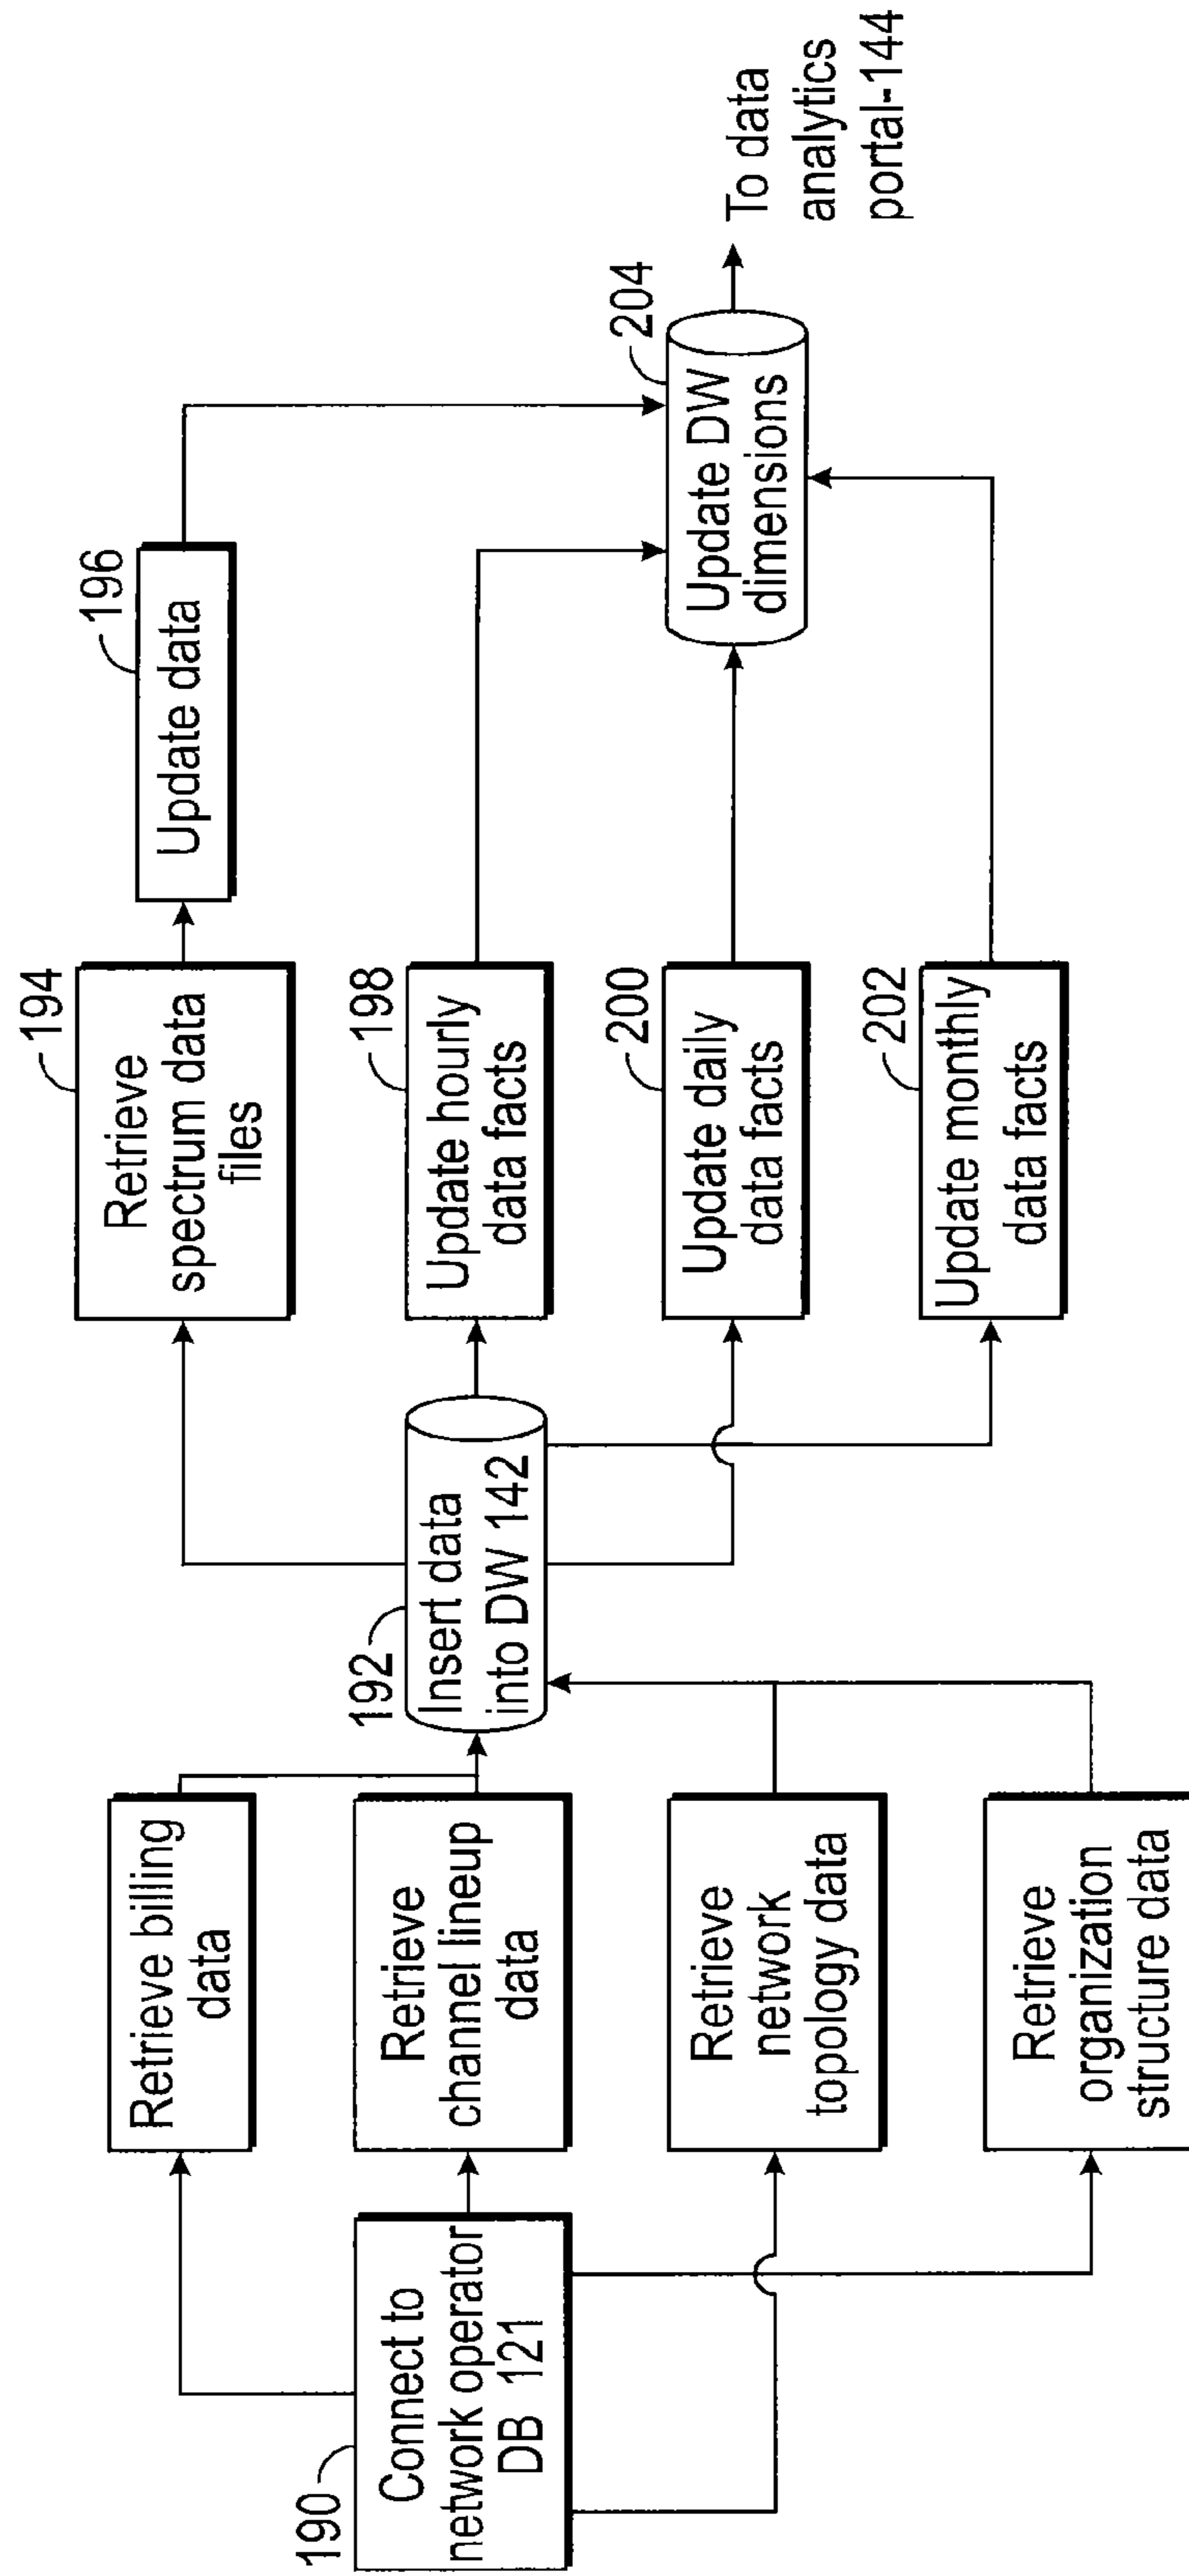 190
Connect to
network operator
DB 121
Retrieve billing
data
Retrieve
channel lineup
data
Retrieve
network
topology data
Retrieve
organization
structure data
192
Insert data
into DW 142
194
Retrieve
spectrum data
files
196
Update data
198
Update hourly
data facts
200
Update daily
data facts
202
Update monthly
data facts
204
Update DW
dimensions
To data
analytics
portal-144